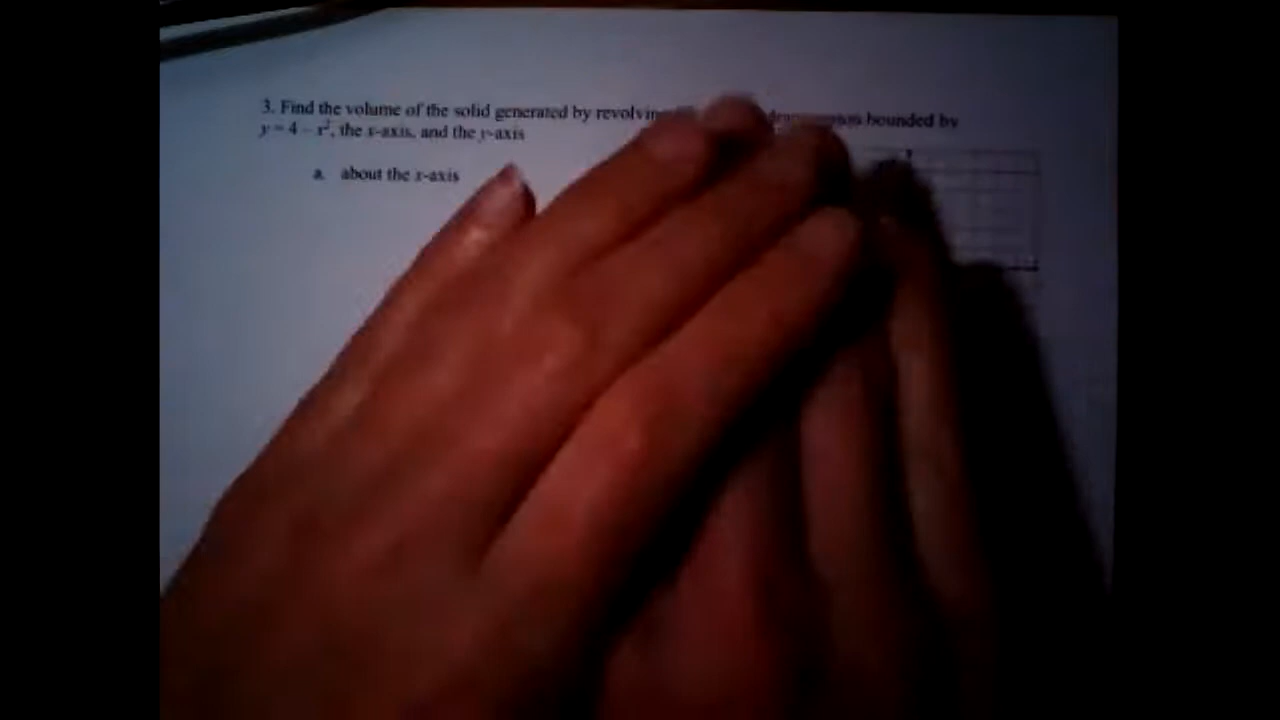 3. Find the volume of the solid generated by revolving bounded by
y = 4 − x², the x-axis, and the y-axis
a. about the x-axis